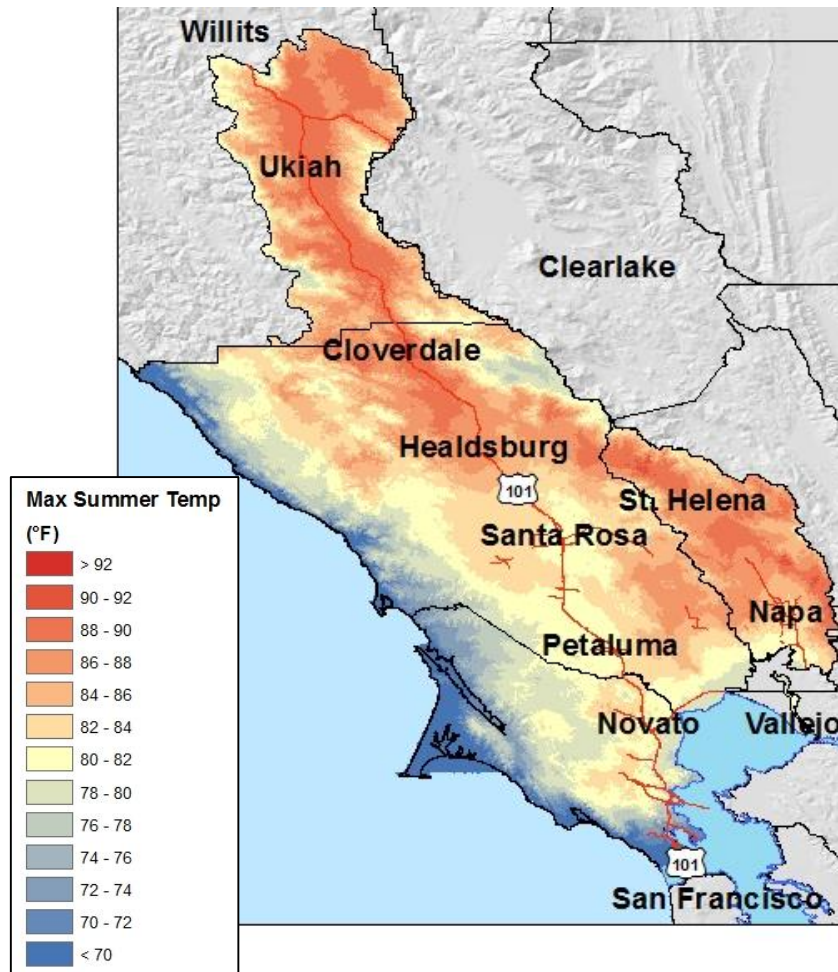 Willits
Ukiah
Clearlake
Cloverdale
Healdsburg
101
St. Helena
Santa Rosa
Napa
Petaluma
Novato
Vallejo
101
San Francisco
Max Summer Temp
(°F)
> 92
90 - 92
88 - 90
86 - 88
84 - 86
82 - 84
80 - 82
78 - 80
76 - 78
74 - 76
72 - 74
70 - 72
< 70